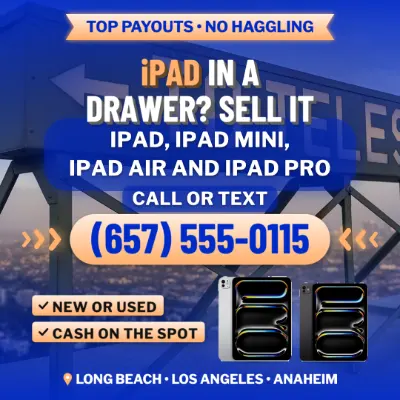 TOP PAYOUTS • NO HAGGLING
iPAD IN A
DRAWER? SELL IT
IPAD, IPAD MINI,
IPAD AIR AND IPAD PRO
CALL OR TEXT
(657) 555-0115
NEW OR USED
CASH ON THE SPOT
LONG BEACH • LOS ANGELES • ANAHEIM